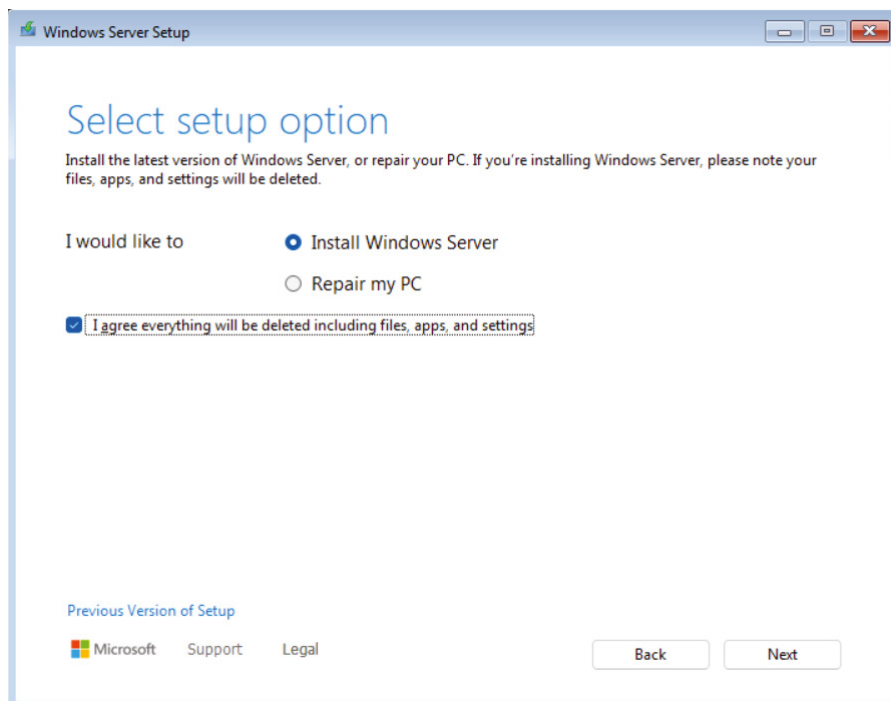 Windows Server Setup
Select setup option
Install the latest version of Windows Server, or repair your PC. If you're installing Windows Server, please note your
files, apps, and settings will be deleted.
I would like to
Install Windows Server
Repair my PC
I agree everything will be deleted including files, apps, and settings
Previous Version of Setup
Microsoft Support Legal
Back Next